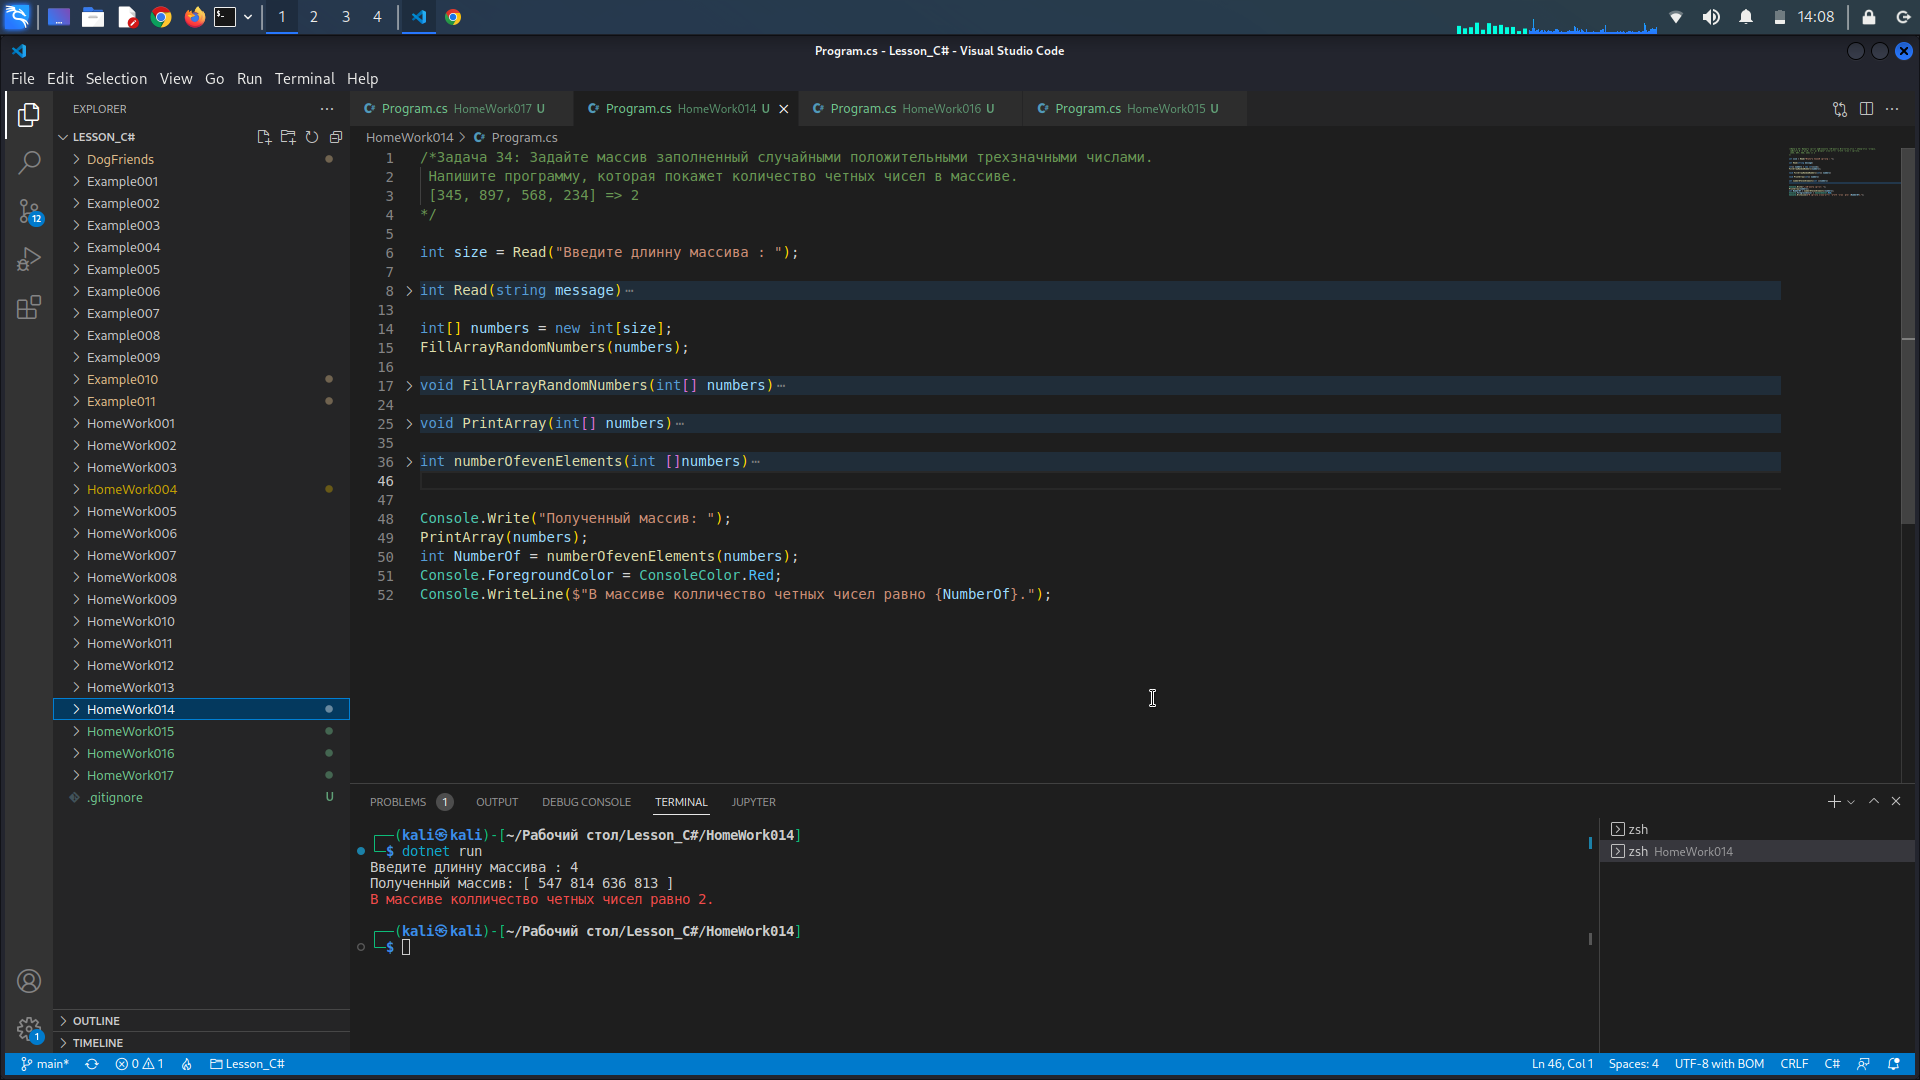 1 2 3 4
14:08
Program.cs - Lesson_C# - Visual Studio Code
File Edit Selection View Go Run Terminal Help
EXPLORER
LESSON_C#
DogFriends
Example001
Example002
Example003
Example004
Example005
Example006
Example007
Example008
Example009
Example010
Example011
HomeWork001
HomeWork002
HomeWork003
HomeWork004
HomeWork005
HomeWork006
HomeWork007
HomeWork008
HomeWork009
HomeWork010
HomeWork011
HomeWork012
HomeWork013
HomeWork014
HomeWork015
HomeWork016
HomeWork017
.gitignore U
OUTLINE
TIMELINE
12
1
Program.cs HomeWork017 U Program.cs HomeWork014 U Program.cs HomeWork016 U Program.cs HomeWork015 U
HomeWork014 > Program.cs
1 /*Задача 34: Задайте массив заполненный случайными положительными трехзначными числами.
2 Напишите программу, которая покажет количество четных чисел в массиве.
3 [345, 897, 568, 234] => 2
4 */
5
6 int size = Read("Введите длинну массива : ");
7
8 int Read(string message)⋯
13
14 int[] numbers = new int[size];
15 FillArrayRandomNumbers(numbers);
16
17 void FillArrayRandomNumbers(int[] numbers)⋯
24
25 void PrintArray(int[] numbers)⋯
35
36 int numberOfevenElements(int []numbers)⋯
46
47
48 Console.Write("Полученный массив: ");
49 PrintArray(numbers);
50 int NumberOf = numberOfevenElements(numbers);
51 Console.ForegroundColor = ConsoleColor.Red;
52 Console.WriteLine($"В массиве колличество четных чисел равно {NumberOf}.");
PROBLEMS 1 OUTPUT DEBUG CONSOLE TERMINAL JUPYTER
┌──(kali㉿kali)-[~/Рабочий стол/Lesson_C#/HomeWork014]
└─$ dotnet run
Введите длинну массива : 4
Полученный массив: [ 547 814 636 813 ]
В массиве колличество четных чисел равно 2.
┌──(kali㉿kali)-[~/Рабочий стол/Lesson_C#/HomeWork014]
└─$
zsh
zsh HomeWork014
main* 0 1 Lesson_C# Ln 46, Col 1 Spaces: 4 UTF-8 with BOM CRLF C#